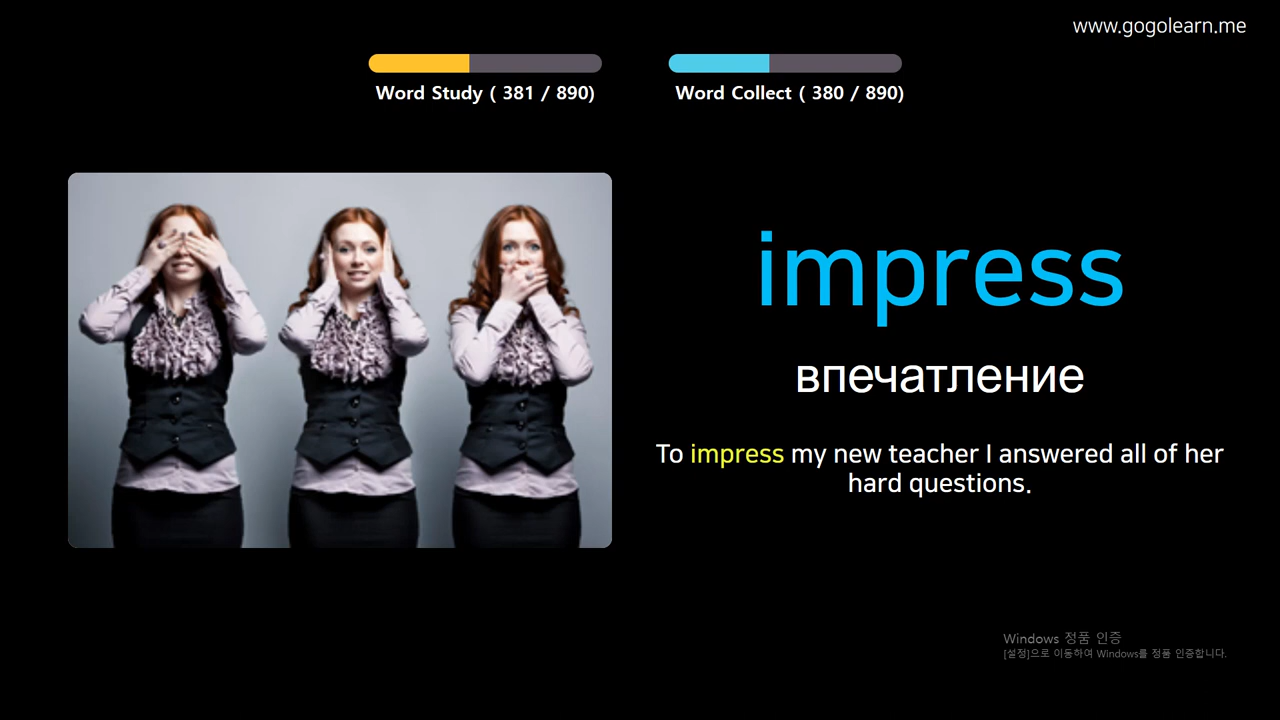 www.gogolearn.me
Word Study ( 381 / 890)
Word Collect ( 380 / 890)
impress
впечатление
To impress my new teacher I answered all of her
hard questions.
Windows 정품 인증
[설정]으로 이동하여 Windows를 정품 인증합니다.